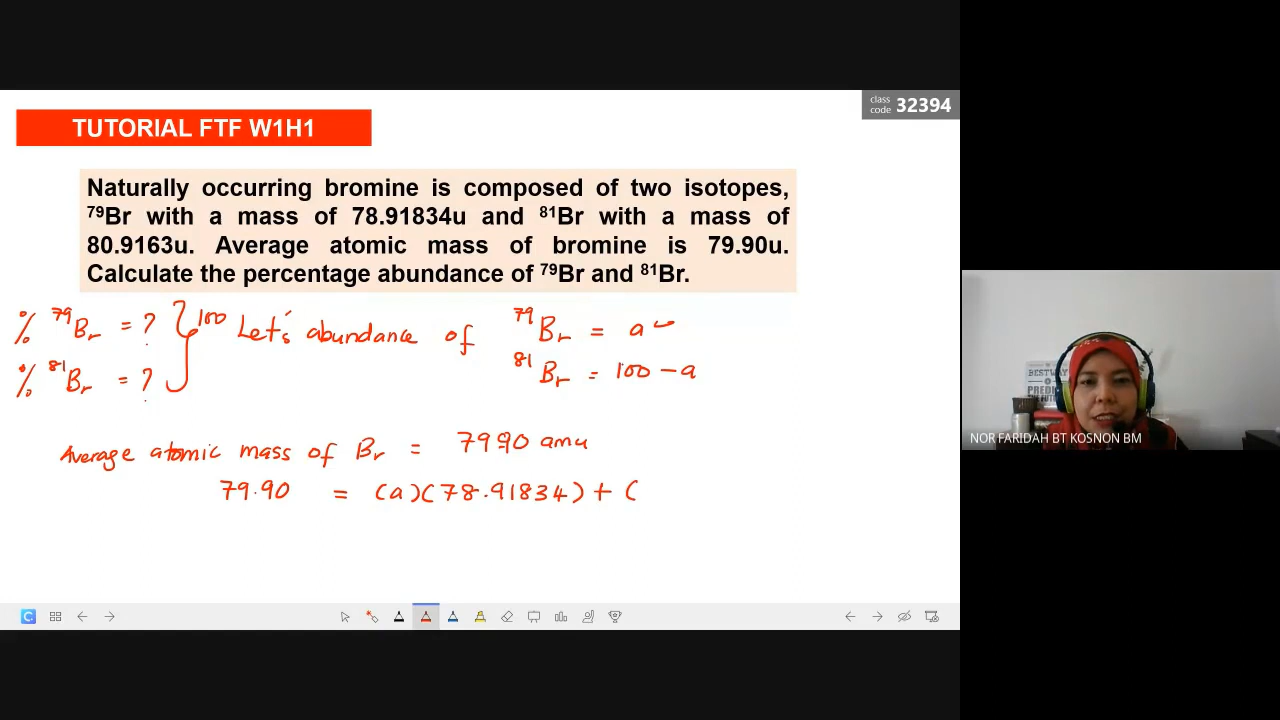 class code 32394
TUTORIAL FTF W1H1
Naturally occurring bromine is composed of two isotopes,
⁷⁹Br with a mass of 78.91834u and ⁸¹Br with a mass of
80.9163u. Average atomic mass of bromine is 79.90u.
Calculate the percentage abundance of ⁷⁹Br and ⁸¹Br.
% ⁷⁹Br = ? } 100 Let's abundance of ⁷⁹Br = a
% ⁸¹Br = ? ⁸¹Br = 100 - a
Average atomic mass of Br = 79.90 amu
79.90 = (a)(78.91834) + (
BESTWAY
PREDI
NOR FARIDAH BT KOSNON BM